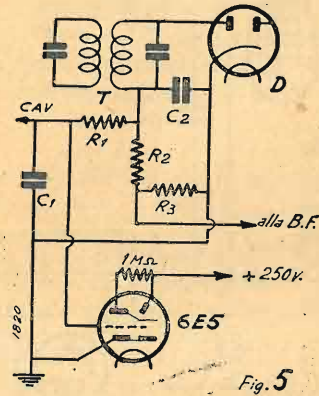 D
T
CAV
C2
R1
R2
C1
R3
alla B.F.
1MΩ
+ 250v.
6E5
1820
Fig. 5